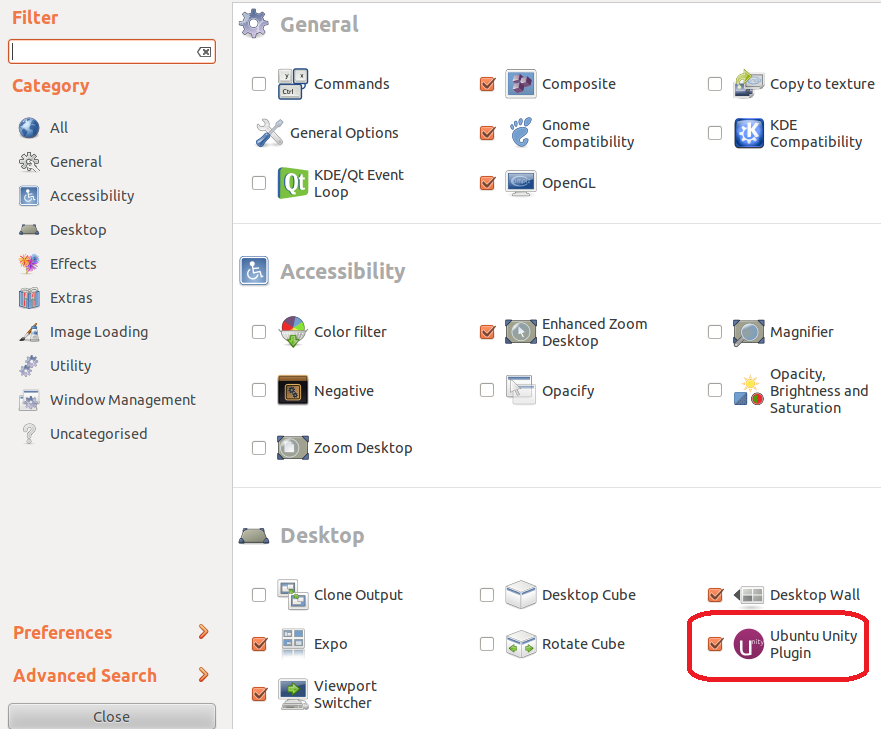 Filter
Category
All
General
Accessibility
Desktop
Effects
Extras
Image Loading
Utility
Window Management
Uncategorised
Preferences
Advanced Search
Close
General
Commands
Composite
Copy to texture
General Options
Gnome
Compatibility
KDE
Compatibility
KDE/Qt Event
Loop
OpenGL
Accessibility
Color filter
Enhanced Zoom
Desktop
Magnifier
Negative
Opacify
Opacity,
Brightness and
Saturation
Zoom Desktop
Desktop
Clone Output
Desktop Cube
Desktop Wall
Expo
Rotate Cube
Ubuntu Unity
Plugin
Viewport
Switcher
y
x
Ctrl
Qt
K
unity